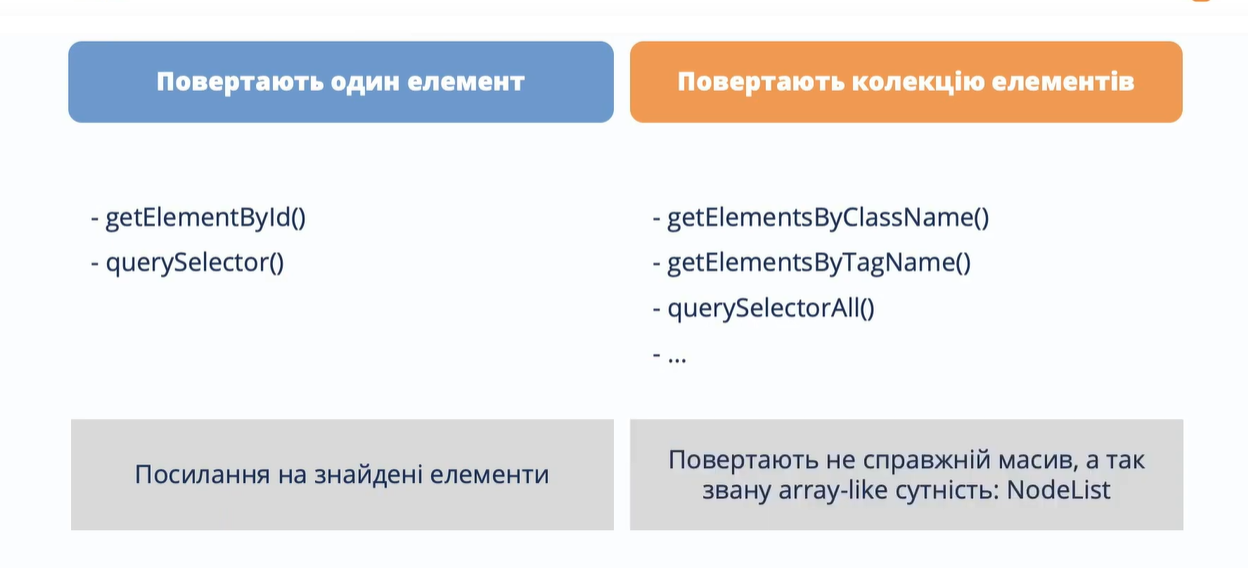 Повертають один елемент
Повертають колекцію елементів
- getElementById()
- querySelector()
- getElementsByClassName()
- getElementsByTagName()
- querySelectorAll()
- ...
Посилання на знайдені елементи
Повертають не справжній масив, а так
звану array-like сутність: NodeList